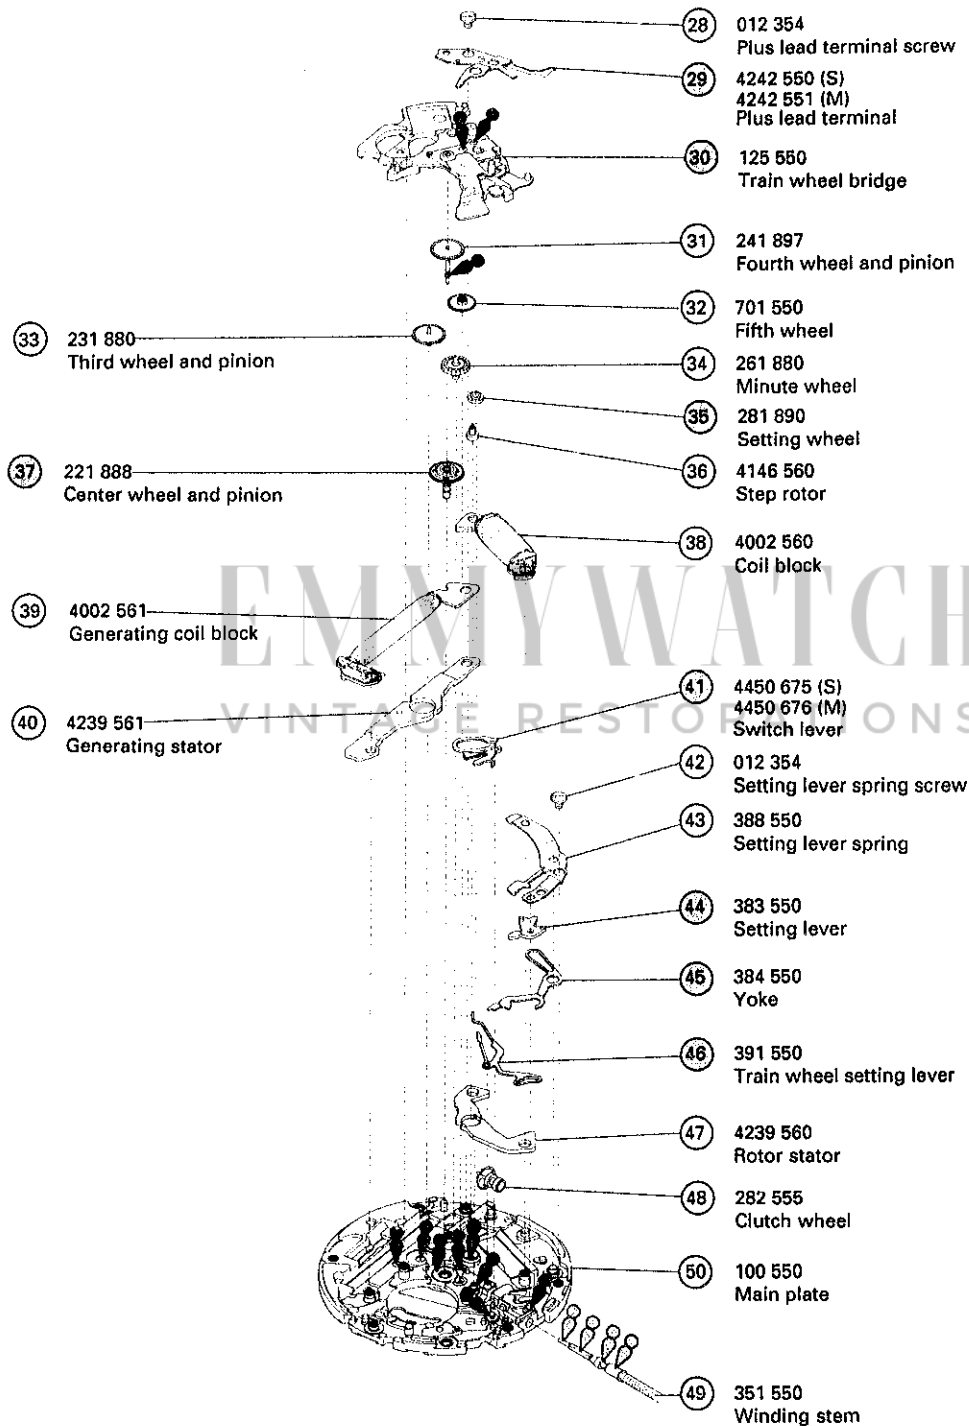 28 012 354
Plus lead terminal screw
29 4242 550 (S)
4242 551 (M)
Plus lead terminal
30 125 550
Train wheel bridge
31 241 897
Fourth wheel and pinion
32 701 550
Fifth wheel
33 231 880
Third wheel and pinion
34 261 880
Minute wheel
35 281 890
Setting wheel
36 4146 560
Step rotor
37 221 888
Center wheel and pinion
38 4002 560
Coil block
EMMYWATCH
39 4002 561
Generating coil block
40 4239 561
Generating stator
VINTAGE RESTORATIONS
41 4450 675 (S)
4450 676 (M)
Switch lever
42 012 354
Setting lever spring screw
43 388 550
Setting lever spring
44 383 550
Setting lever
45 384 550
Yoke
46 391 550
Train wheel setting lever
47 4239 560
Rotor stator
48 282 555
Clutch wheel
50 100 550
Main plate
49 351 550
Winding stem